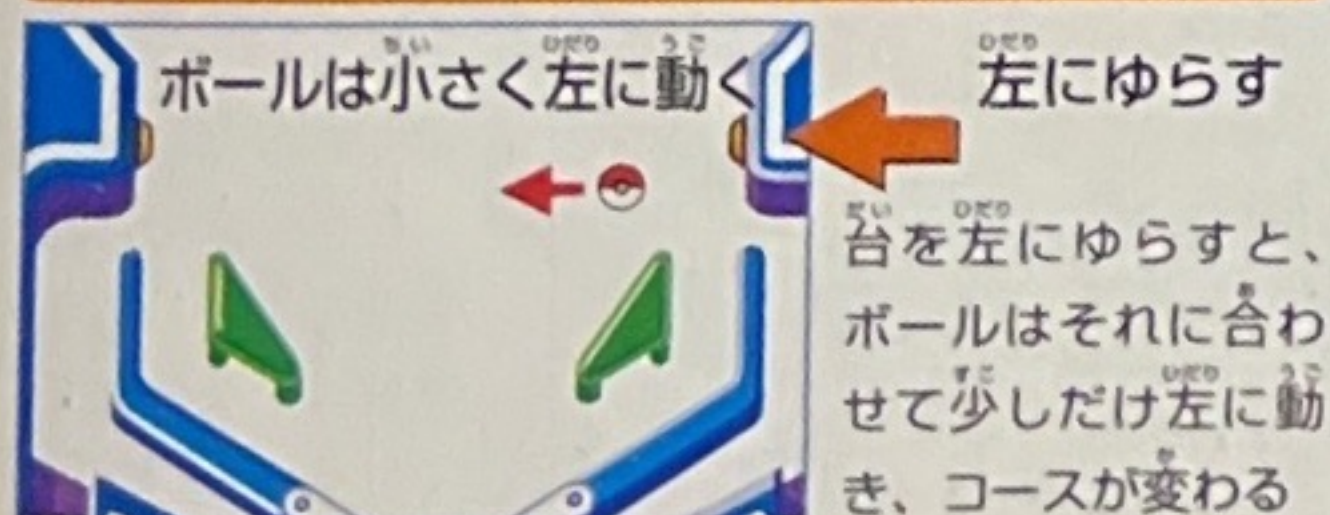 ボールは小さく左に動く
左にゆらす
台を左にゆらすと、
ボールはそれに合わ
せて少しだけ左に動
き、コースが変わる